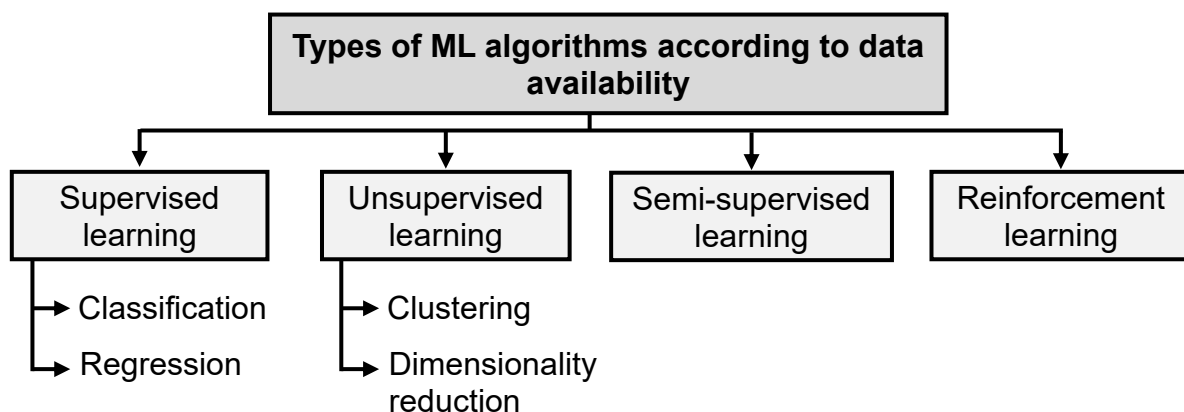 Types of ML algorithms according to data
availability
Supervised
learning
Unsupervised
learning
Semi-supervised
learning
Reinforcement
learning
Classification
Regression
Clustering
Dimensionality
reduction